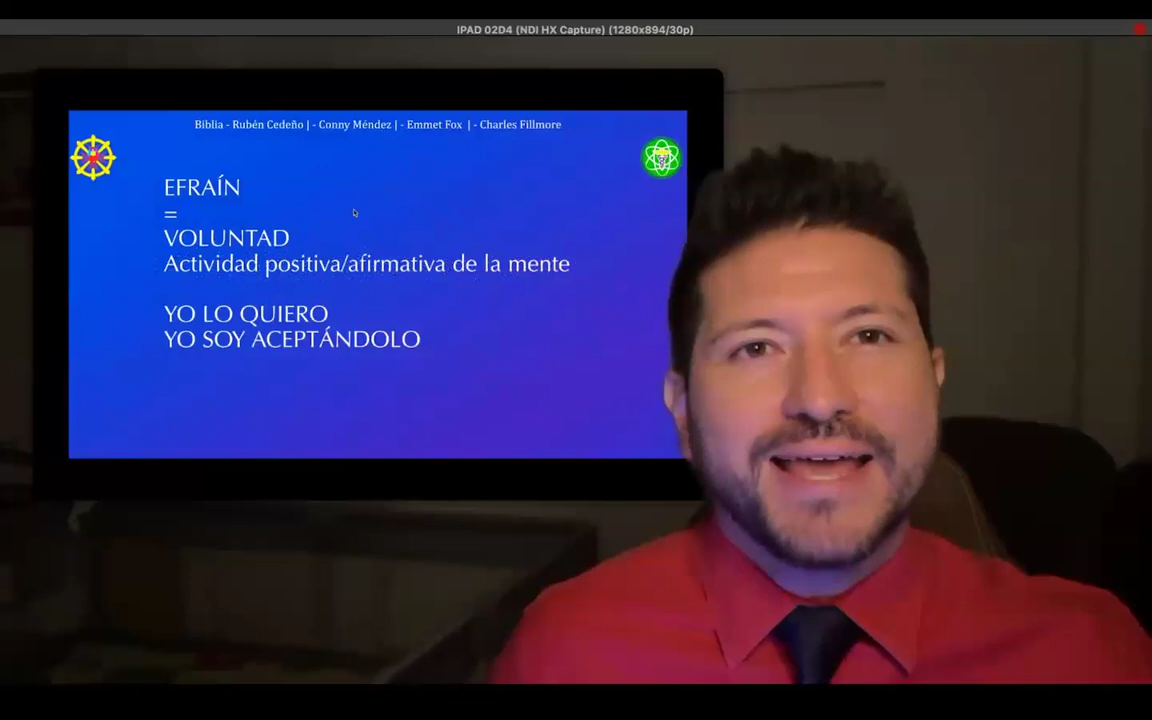 IPAD 02D4 (NDI HX Capture) (1280x894/30p)
Biblia - Rubén Cedeño | - Conny Méndez | - Emmet Fox | - Charles Fillmore
EFRAÍN
=
VOLUNTAD
Actividad positiva/afirmativa de la mente
YO LO QUIERO
YO SOY ACEPTÁNDOLO